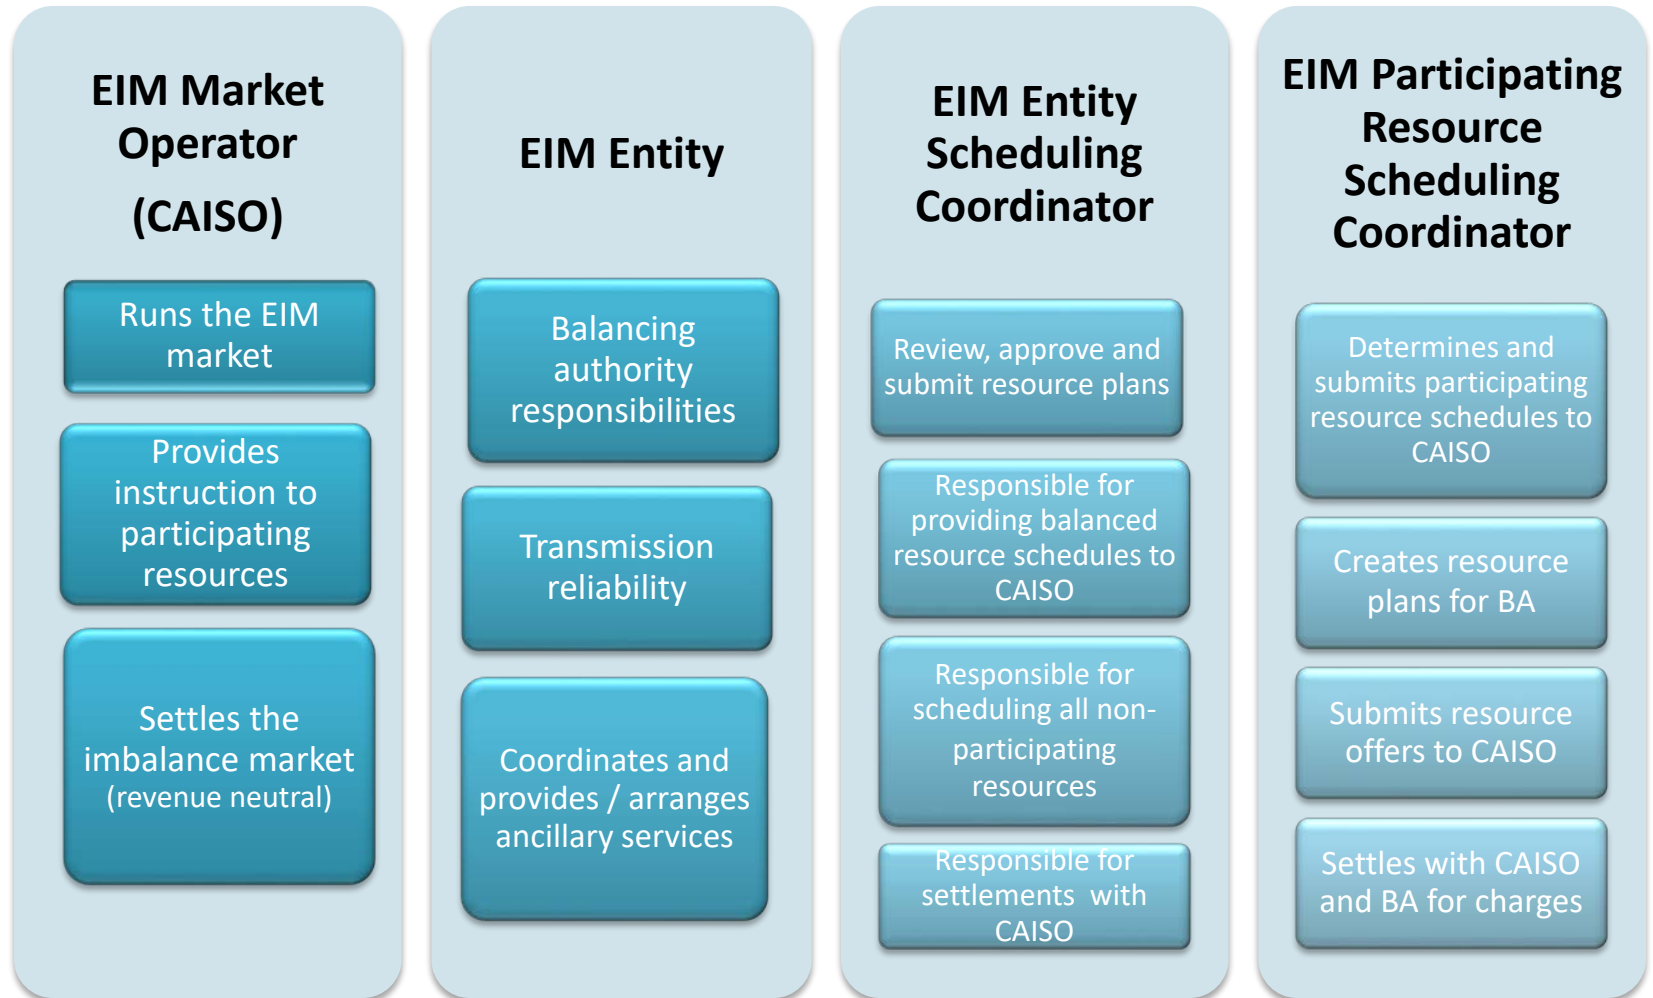 EIM Market
Operator
(CAISO)
Runs the EIM
market
Provides
instruction to
participating
resources
Settles the
imbalance market
(revenue neutral)
EIM Entity
Balancing
authority
responsibilities
Transmission
reliability
Coordinates and
provides / arranges
ancillary services
EIM Entity
Scheduling
Coordinator
Review, approve and
submit resource plans
Responsible for
providing balanced
resource schedules to
CAISO
Responsible for
scheduling all non-
participating
resources
Responsible for
settlements with
CAISO
EIM Participating
Resource
Scheduling
Coordinator
Determines and
submits participating
resource schedules to
CAISO
Creates resource
plans for BA
Submits resource
offers to CAISO
Settles with CAISO
and BA for charges